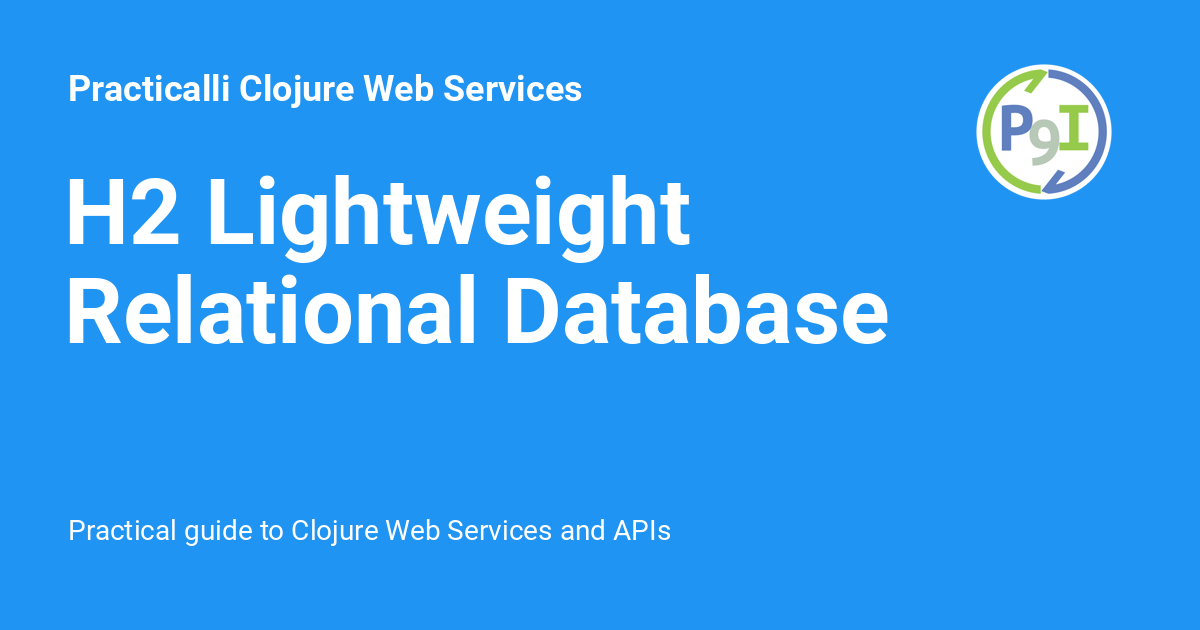 Practicalli Clojure Web Services
P9I
H2 Lightweight
Relational Database
Practical guide to Clojure Web Services and APIs